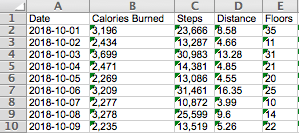 A B C D E
1 Date Calories Burned Steps Distance Floors
2 2018-10-01 3,196 23,666 8.58 35
3 2018-10-02 2,434 13,287 4.66 11
4 2018-10-03 3,699 30,983 13.28 31
5 2018-10-04 2,471 14,381 4.85 21
6 2018-10-05 2,269 13,086 4.55 20
7 2018-10-06 3,209 31,461 16.35 25
8 2018-10-07 2,277 10,872 3.99 10
9 2018-10-08 3,278 25,599 9.6 14
10 2018-10-09 2,235 13,519 5.26 22